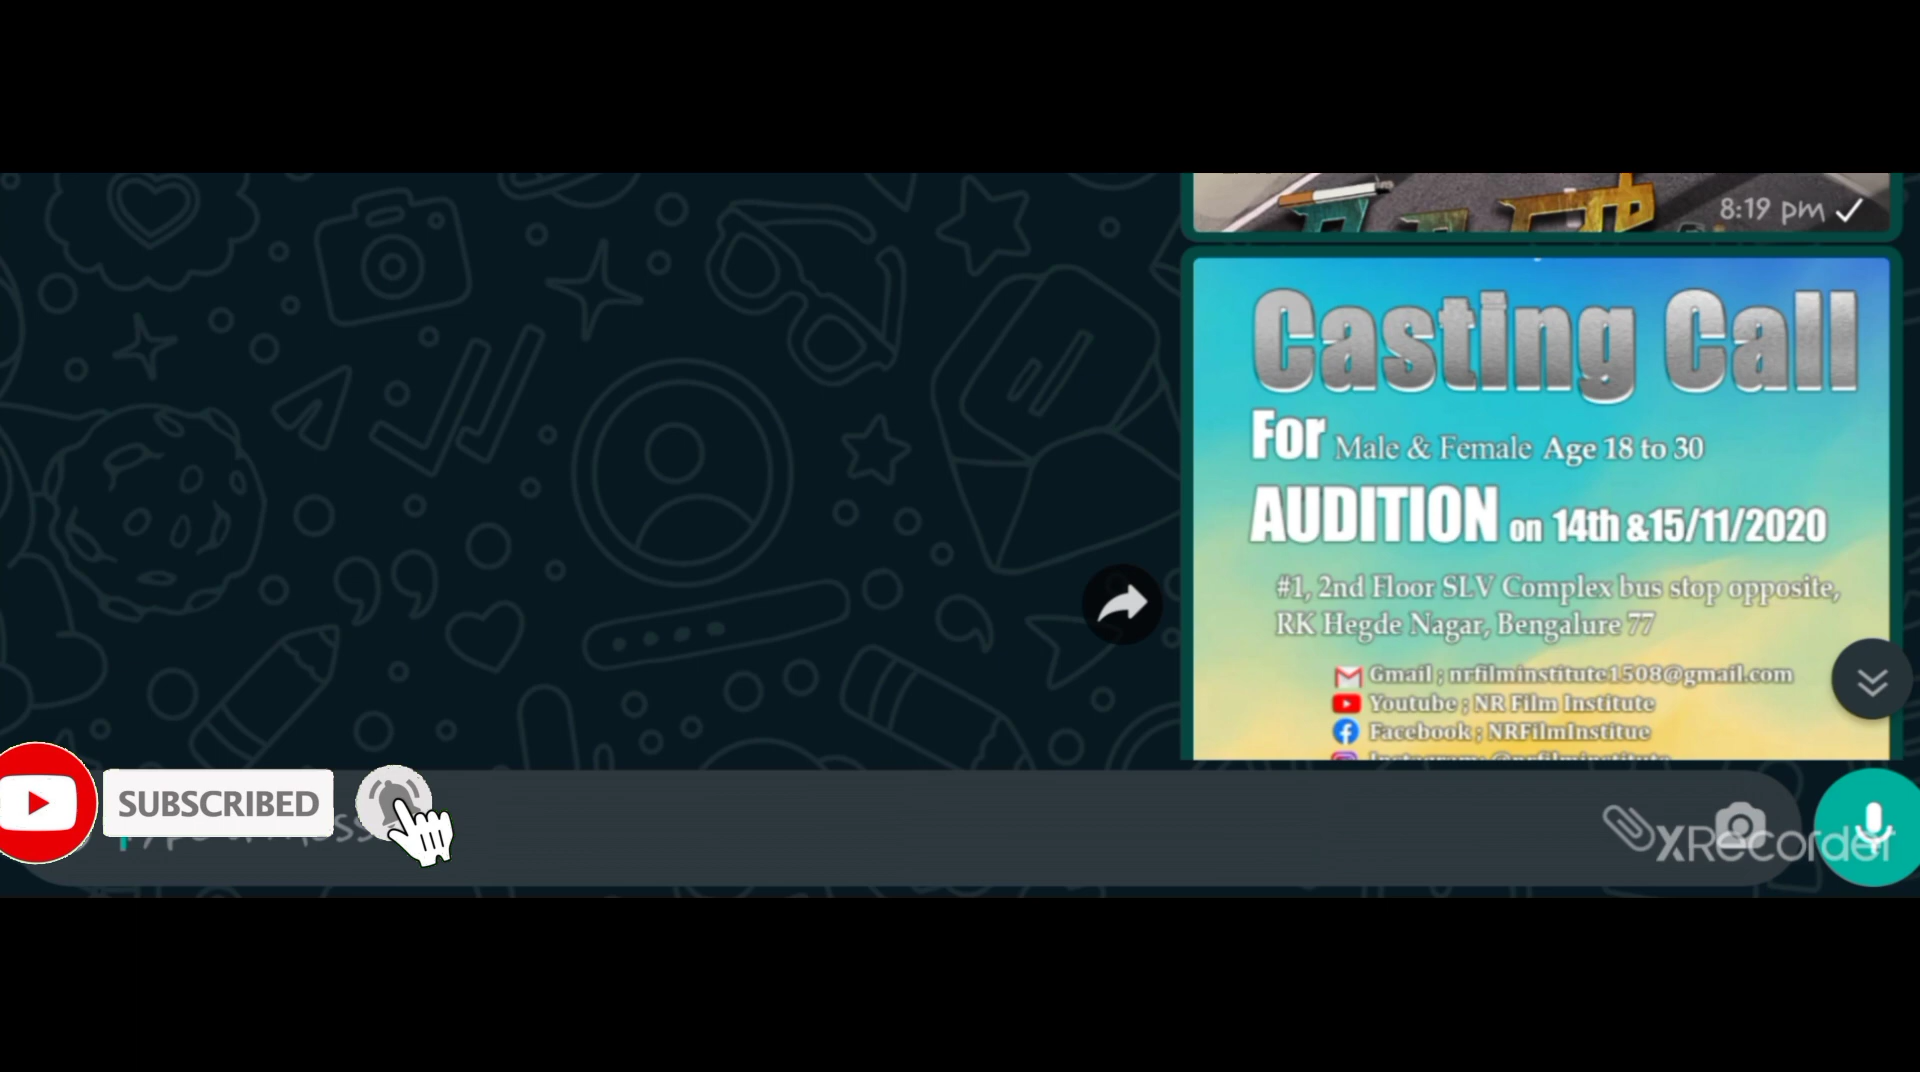 8:19 pm
Casting Call
For Male & Female Age 18 to 30
AUDITION on 14th &15/11/2020
#1, 2nd Floor SLV Complex bus stop opposite,
RK Hegde Nagar, Bengalure 77
Gmail ; nrfilminstitute1508@gmail.com
Youtube ; NR Film Institute
Facebook ; NRFilmInstitue
SUBSCRIBED
XRecorder